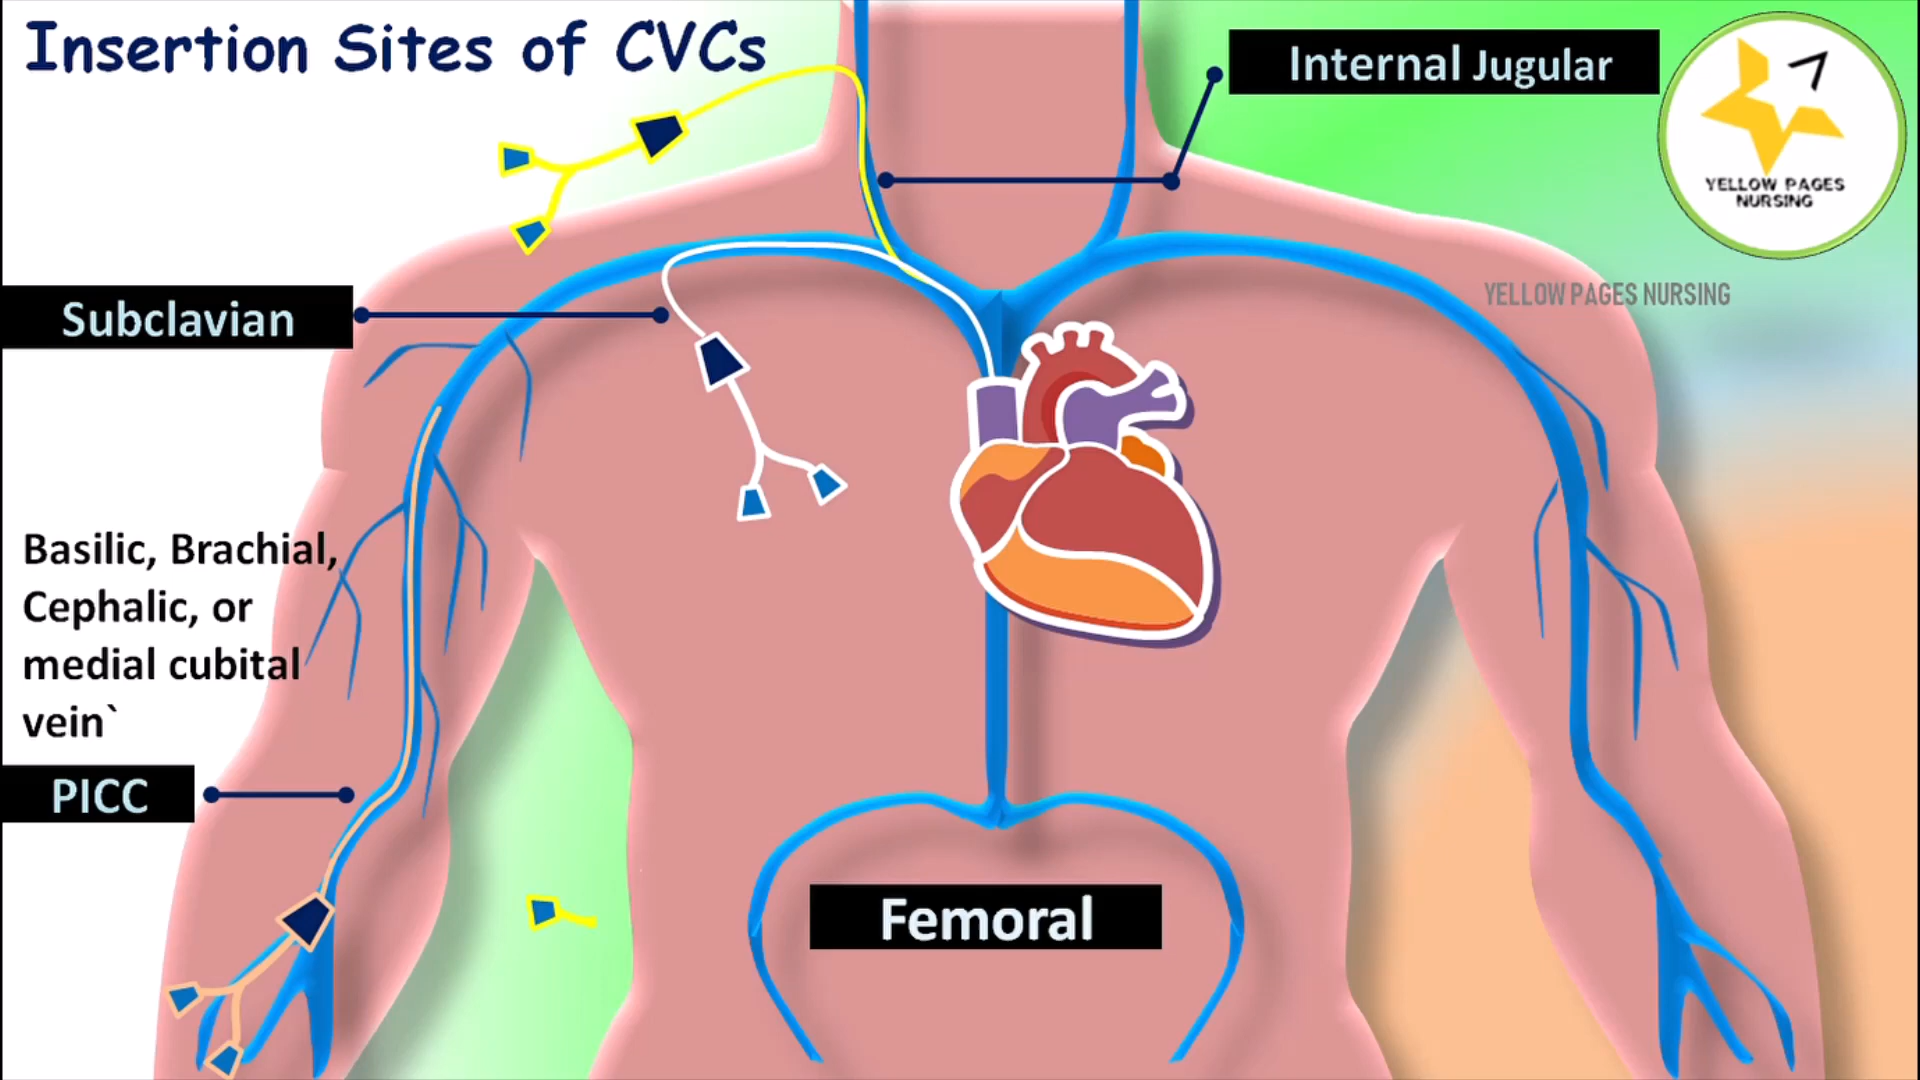 Insertion Sites of CVCs
Internal Jugular
YELLOW PAGES
NURSING
YELLOW PAGES NURSING
Subclavian
Basilic, Brachial,
Cephalic, or
medial cubital
vein`
PICC
Femoral